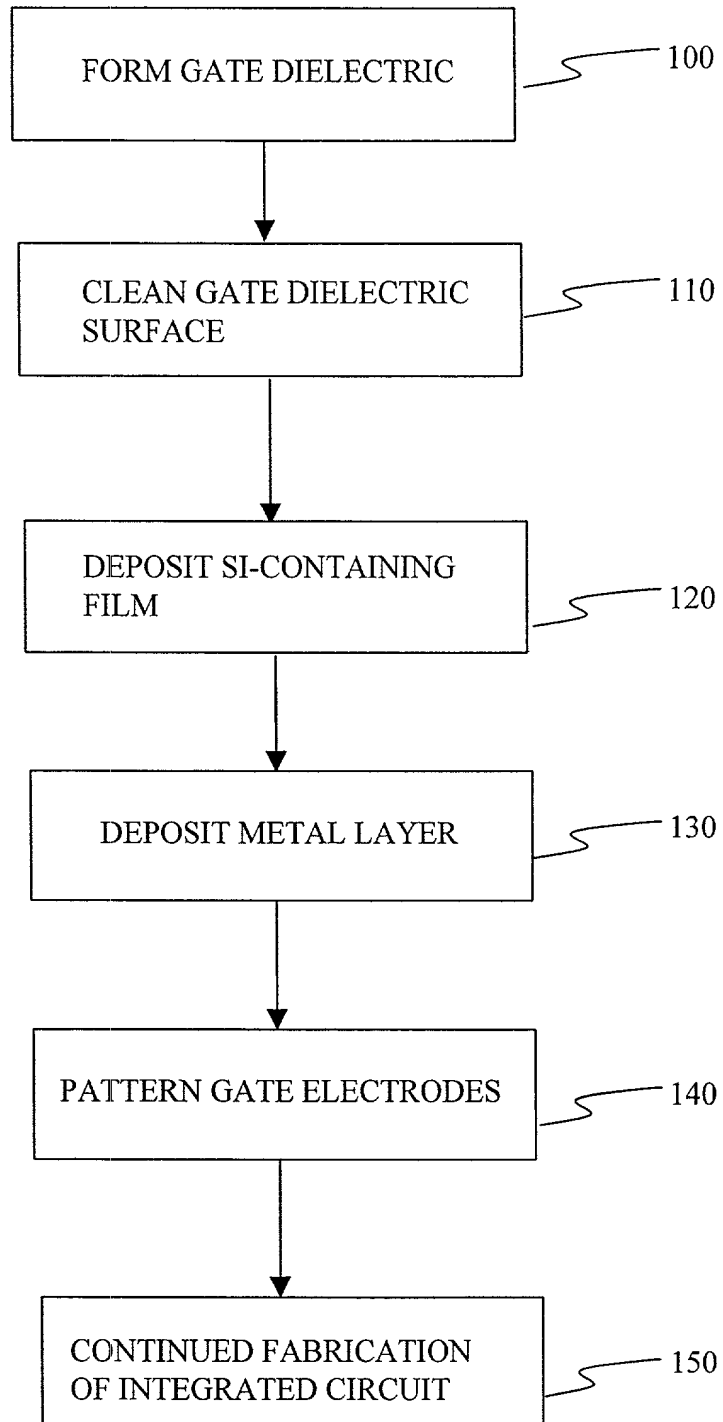 FORM GATE DIELECTRIC
100
CLEAN GATE DIELECTRIC
SURFACE
110
DEPOSIT SI-CONTAINING
FILM
120
DEPOSIT METAL LAYER
130
PATTERN GATE ELECTRODES
140
CONTINUED FABRICATION
OF INTEGRATED CIRCUIT
150